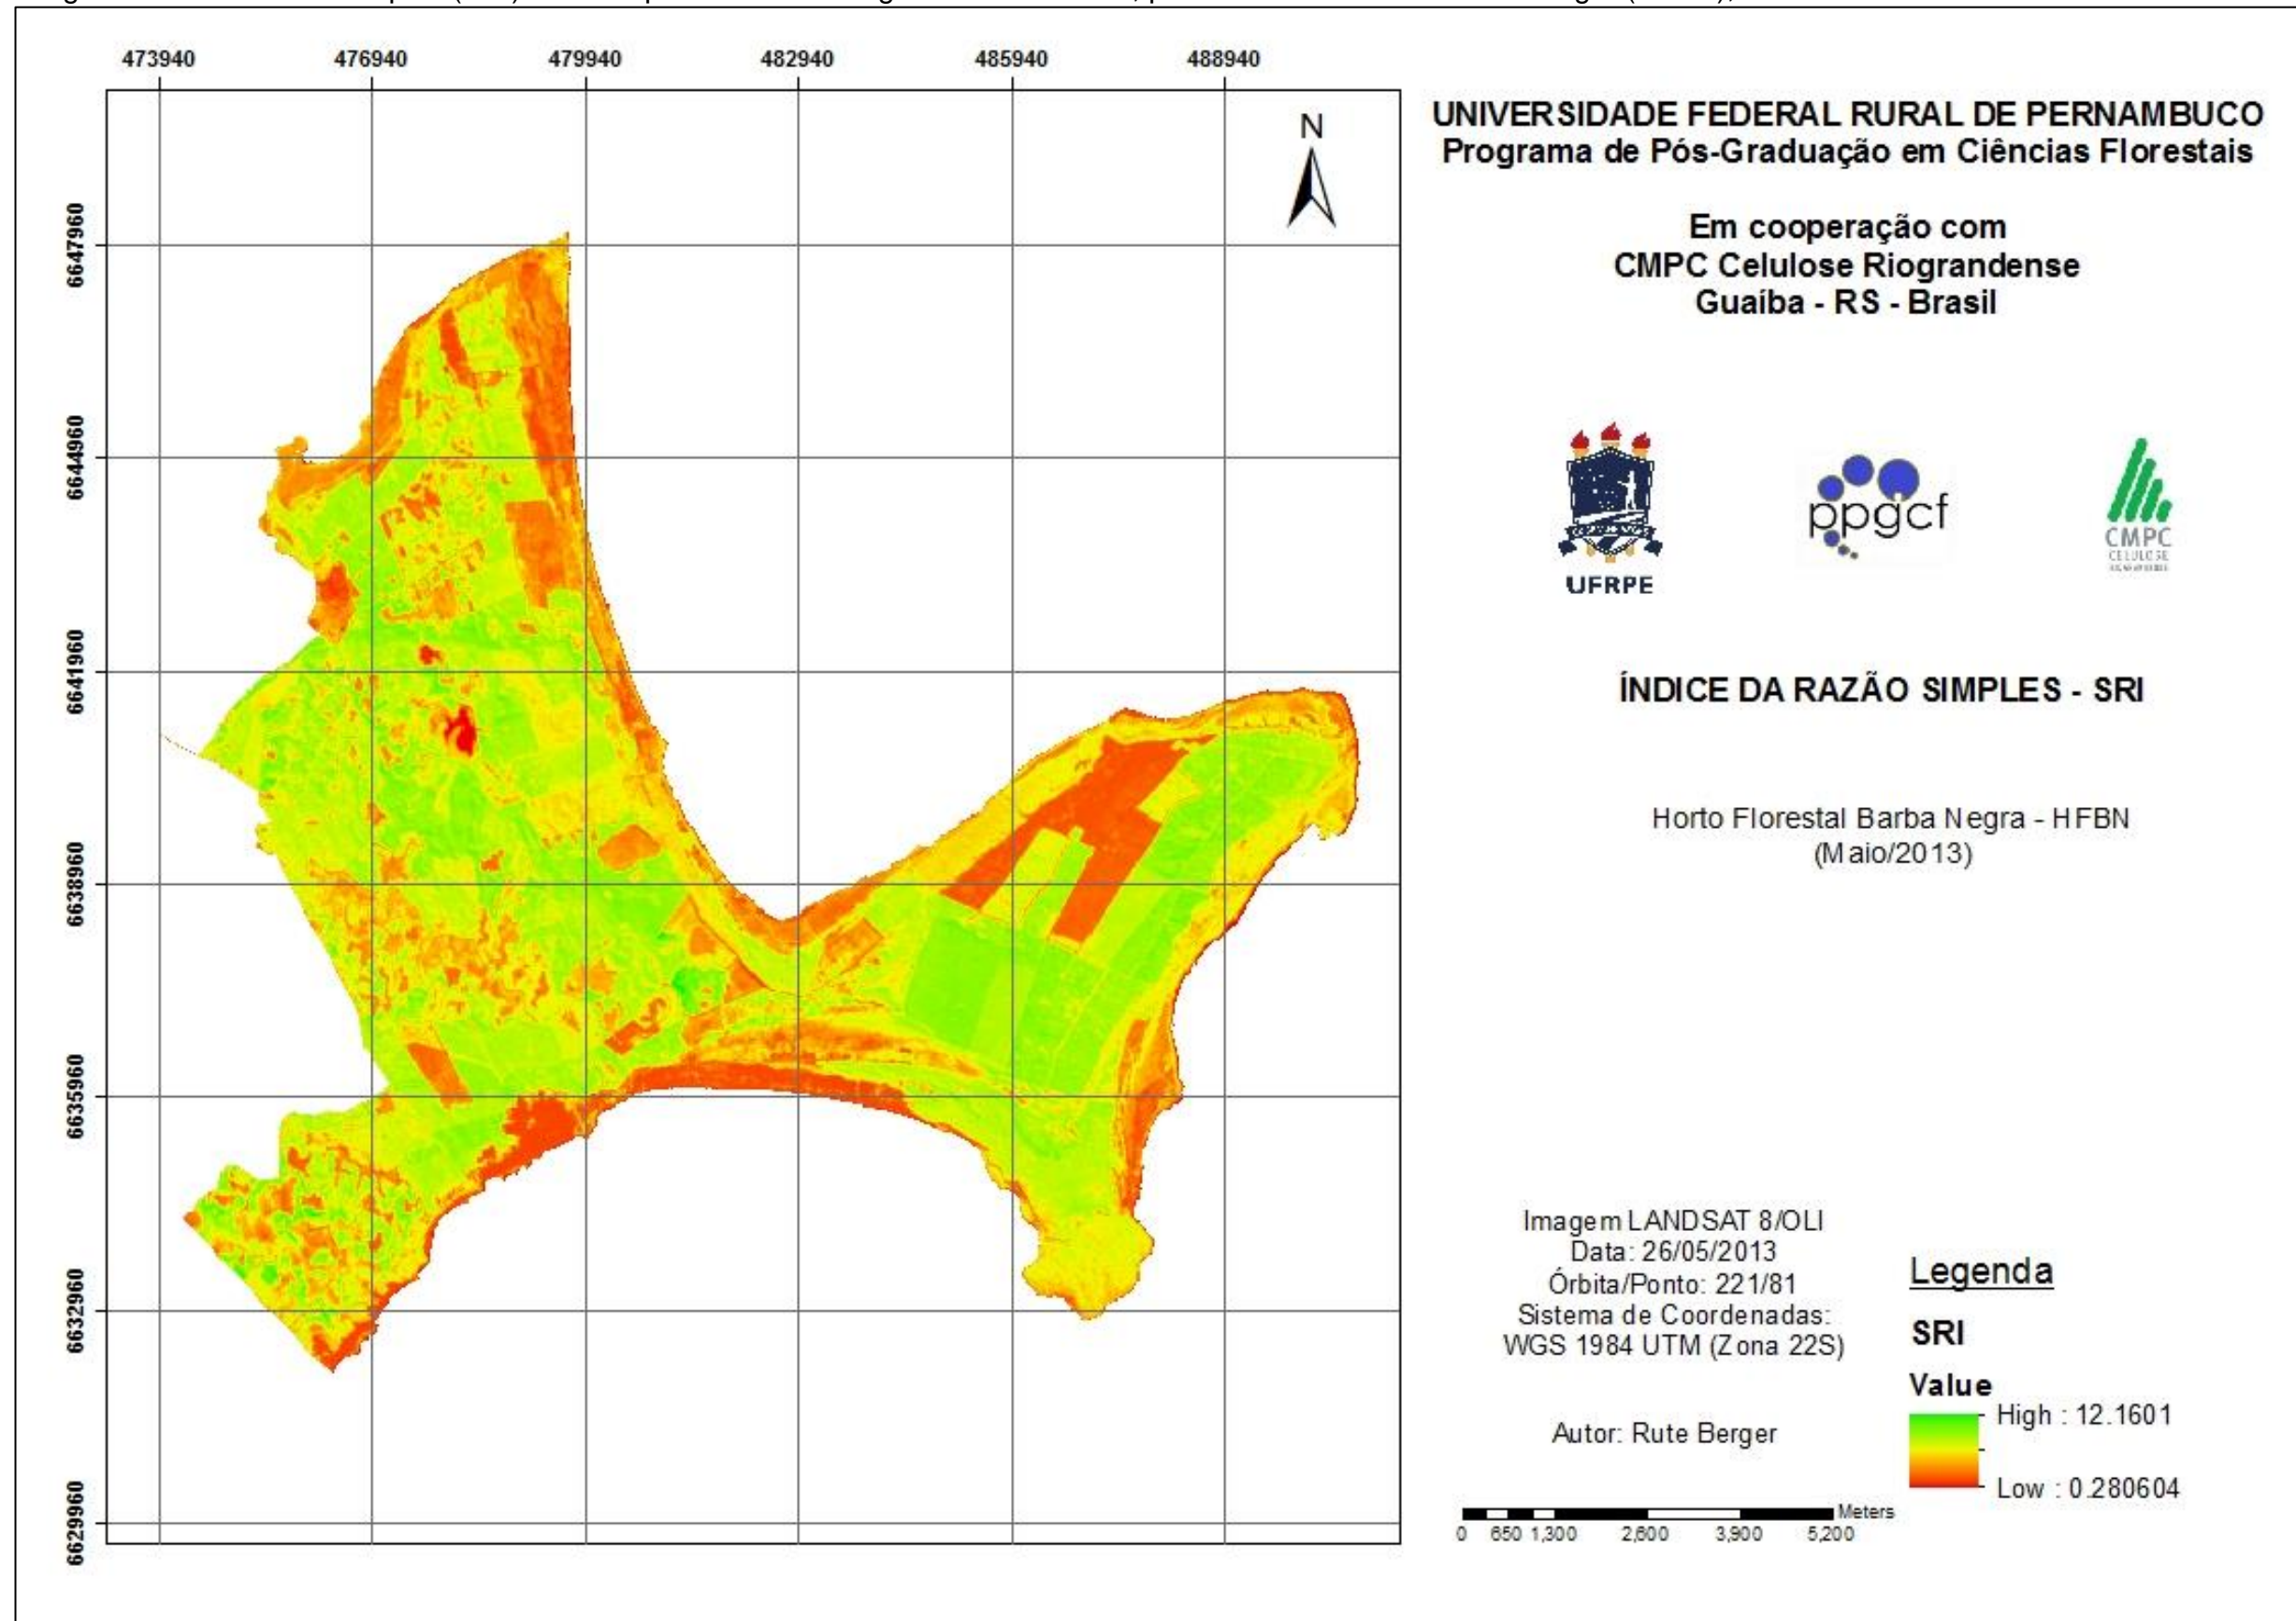 473940 476940 479940 482940 485940 488940
6647960
6644960
6641960
6638960
6635960
6632960
6629960
N
UNIVERSIDADE FEDERAL RURAL DE PERNAMBUCO
Programa de Pós-Graduação em Ciências Florestais
Em cooperação com
CMPC Celulose Riograndense
Guaíba - RS - Brasil
UFRPE
ppgcf
CMPC
CELULOSE
ÍNDICE DA RAZÃO SIMPLES - SRI
Horto Florestal Barba Negra - HFBN
(Maio/2013)
Imagem LANDSAT 8/OLI
Data: 26/05/2013
Órbita/Ponto: 221/81
Sistema de Coordenadas:
WGS 1984 UTM (Zona 22S)
Autor: Rute Berger
Legenda
SRI
Value
High : 12.1601
Low : 0.280604
Meters
0 650 1,300 2,600 3,900 5,200